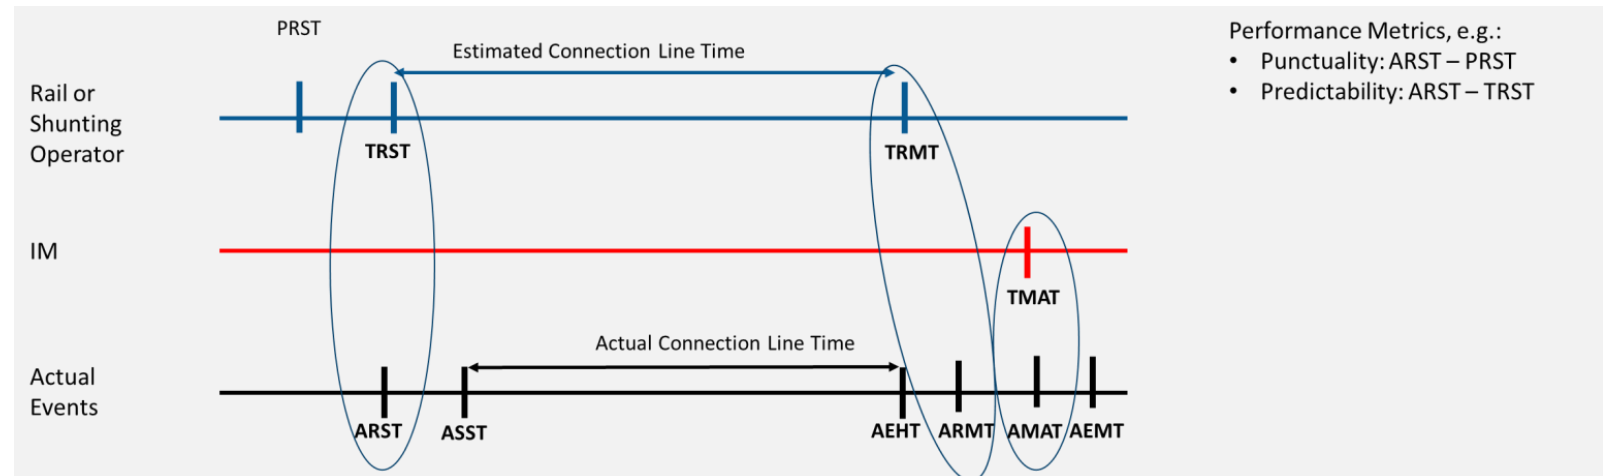 PRST
Performance Metrics, e.g.:
• Punctuality: ARST – PRST
• Predictability: ARST – TRST
Estimated Connection Line Time
Rail or
Shunting
Operator
TRST
TRMT
IM
TMAT
Actual Connection Line Time
Actual
Events
ARST
ASST
AEHT
ARMT
AMAT
AEMT